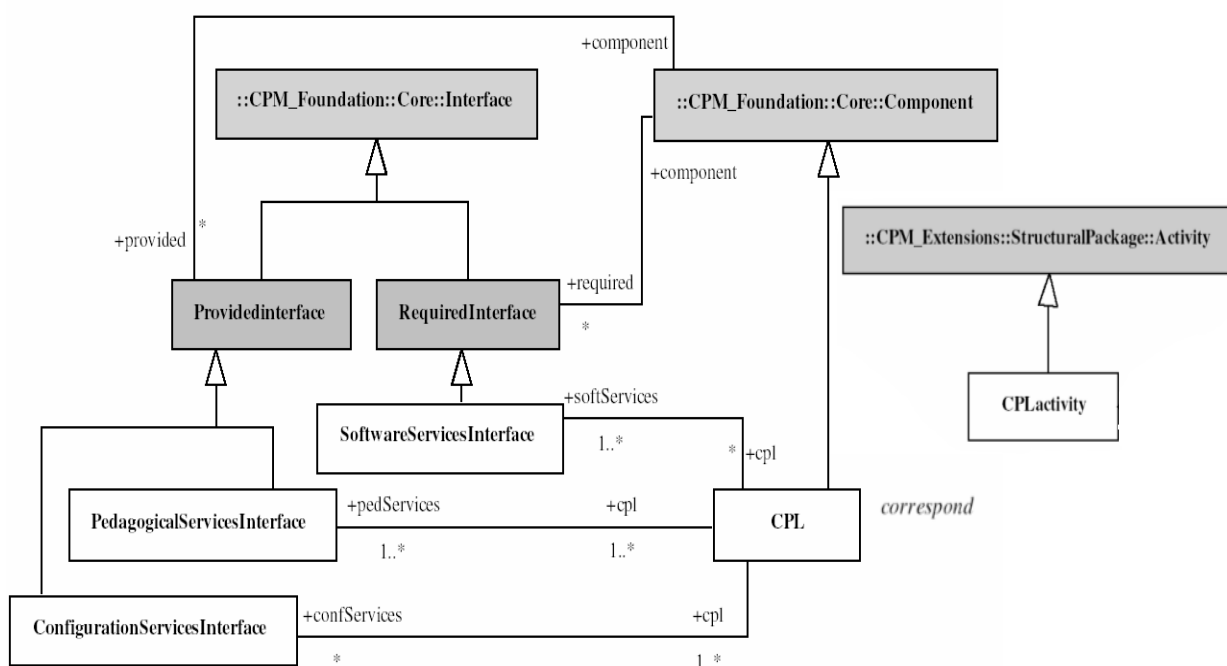 +component
::CPM_Foundation::Core::Interface
::CPM_Foundation::Core::Component
+component
*
+provided
::CPM_Extensions::StructuralPackage::Activity
+required
Providedinterface
RequiredInterface
*
+softServices
CPLactivity
SoftwareServicesInterface
1..*
*
+cpl
+pedServices
+cpl
correspond
PedagogicalServicesInterface
CPL
1..*
1..*
+confServices
+cpl
ConfigurationServicesInterface
*
1..*